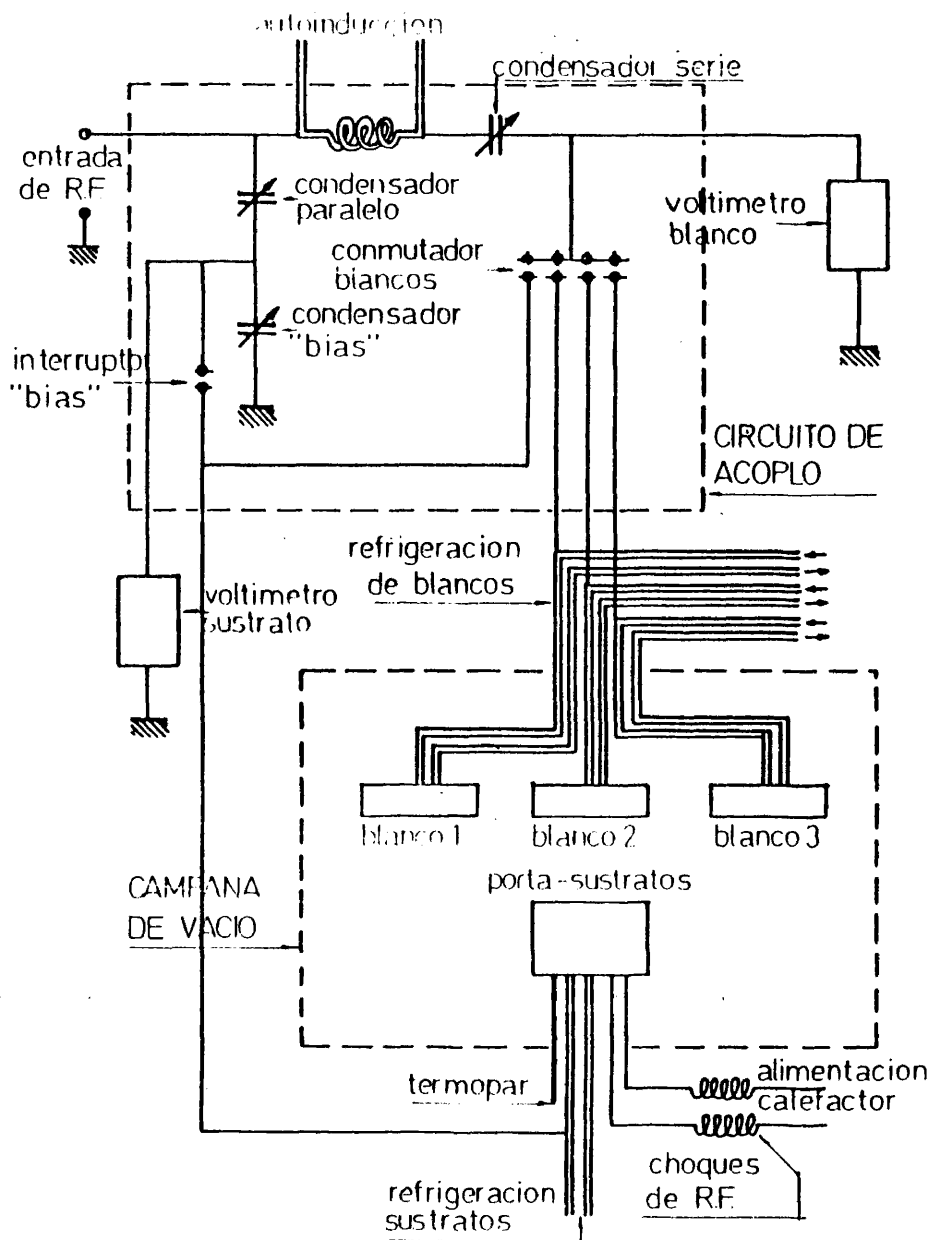 autoinduccion
condensador serie
entrada
de R.F.
condensador
paralelo
voltimetro
blanco
conmutador
blancos
condensador
"bias"
interruptor
"bias"
CIRCUITO DE
ACOPLO
refrigeracion
de blancos
voltimetro
sustrato
blanco 1
blanco 2
blanco 3
porta-sustratos
CAMPANA
DE VACIO
termopar
alimentacion
calefactor
choques
de R.F.
refrigeracion
sustratos